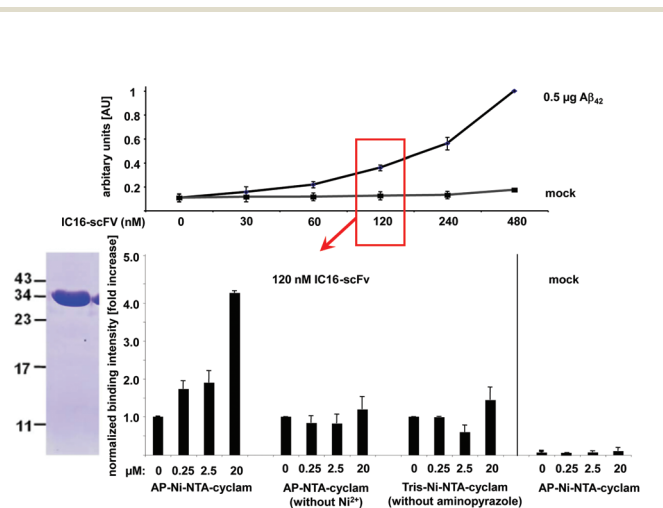 1
0.8
0.6
0.4
0.2
arbitary units [AU]
0.5 µg Aβ42
mock
IC16-scFV (nM) 0 30 60 120 240 480
43
34
23
17
11
normalized binding intensity [fold increase]
5.0
4.0
3.0
2.0
1.0
120 nM IC16-scFv
mock
µM: 0 0.25 2.5 20 0 0.25 2.5 20 0 0.25 2.5 20 0 0.25 2.5 20
AP-Ni-NTA-cyclam AP-NTA-cyclam Tris-Ni-NTA-cyclam AP-Ni-NTA-cyclam
(without Ni²⁺) (without aminopyrazole)